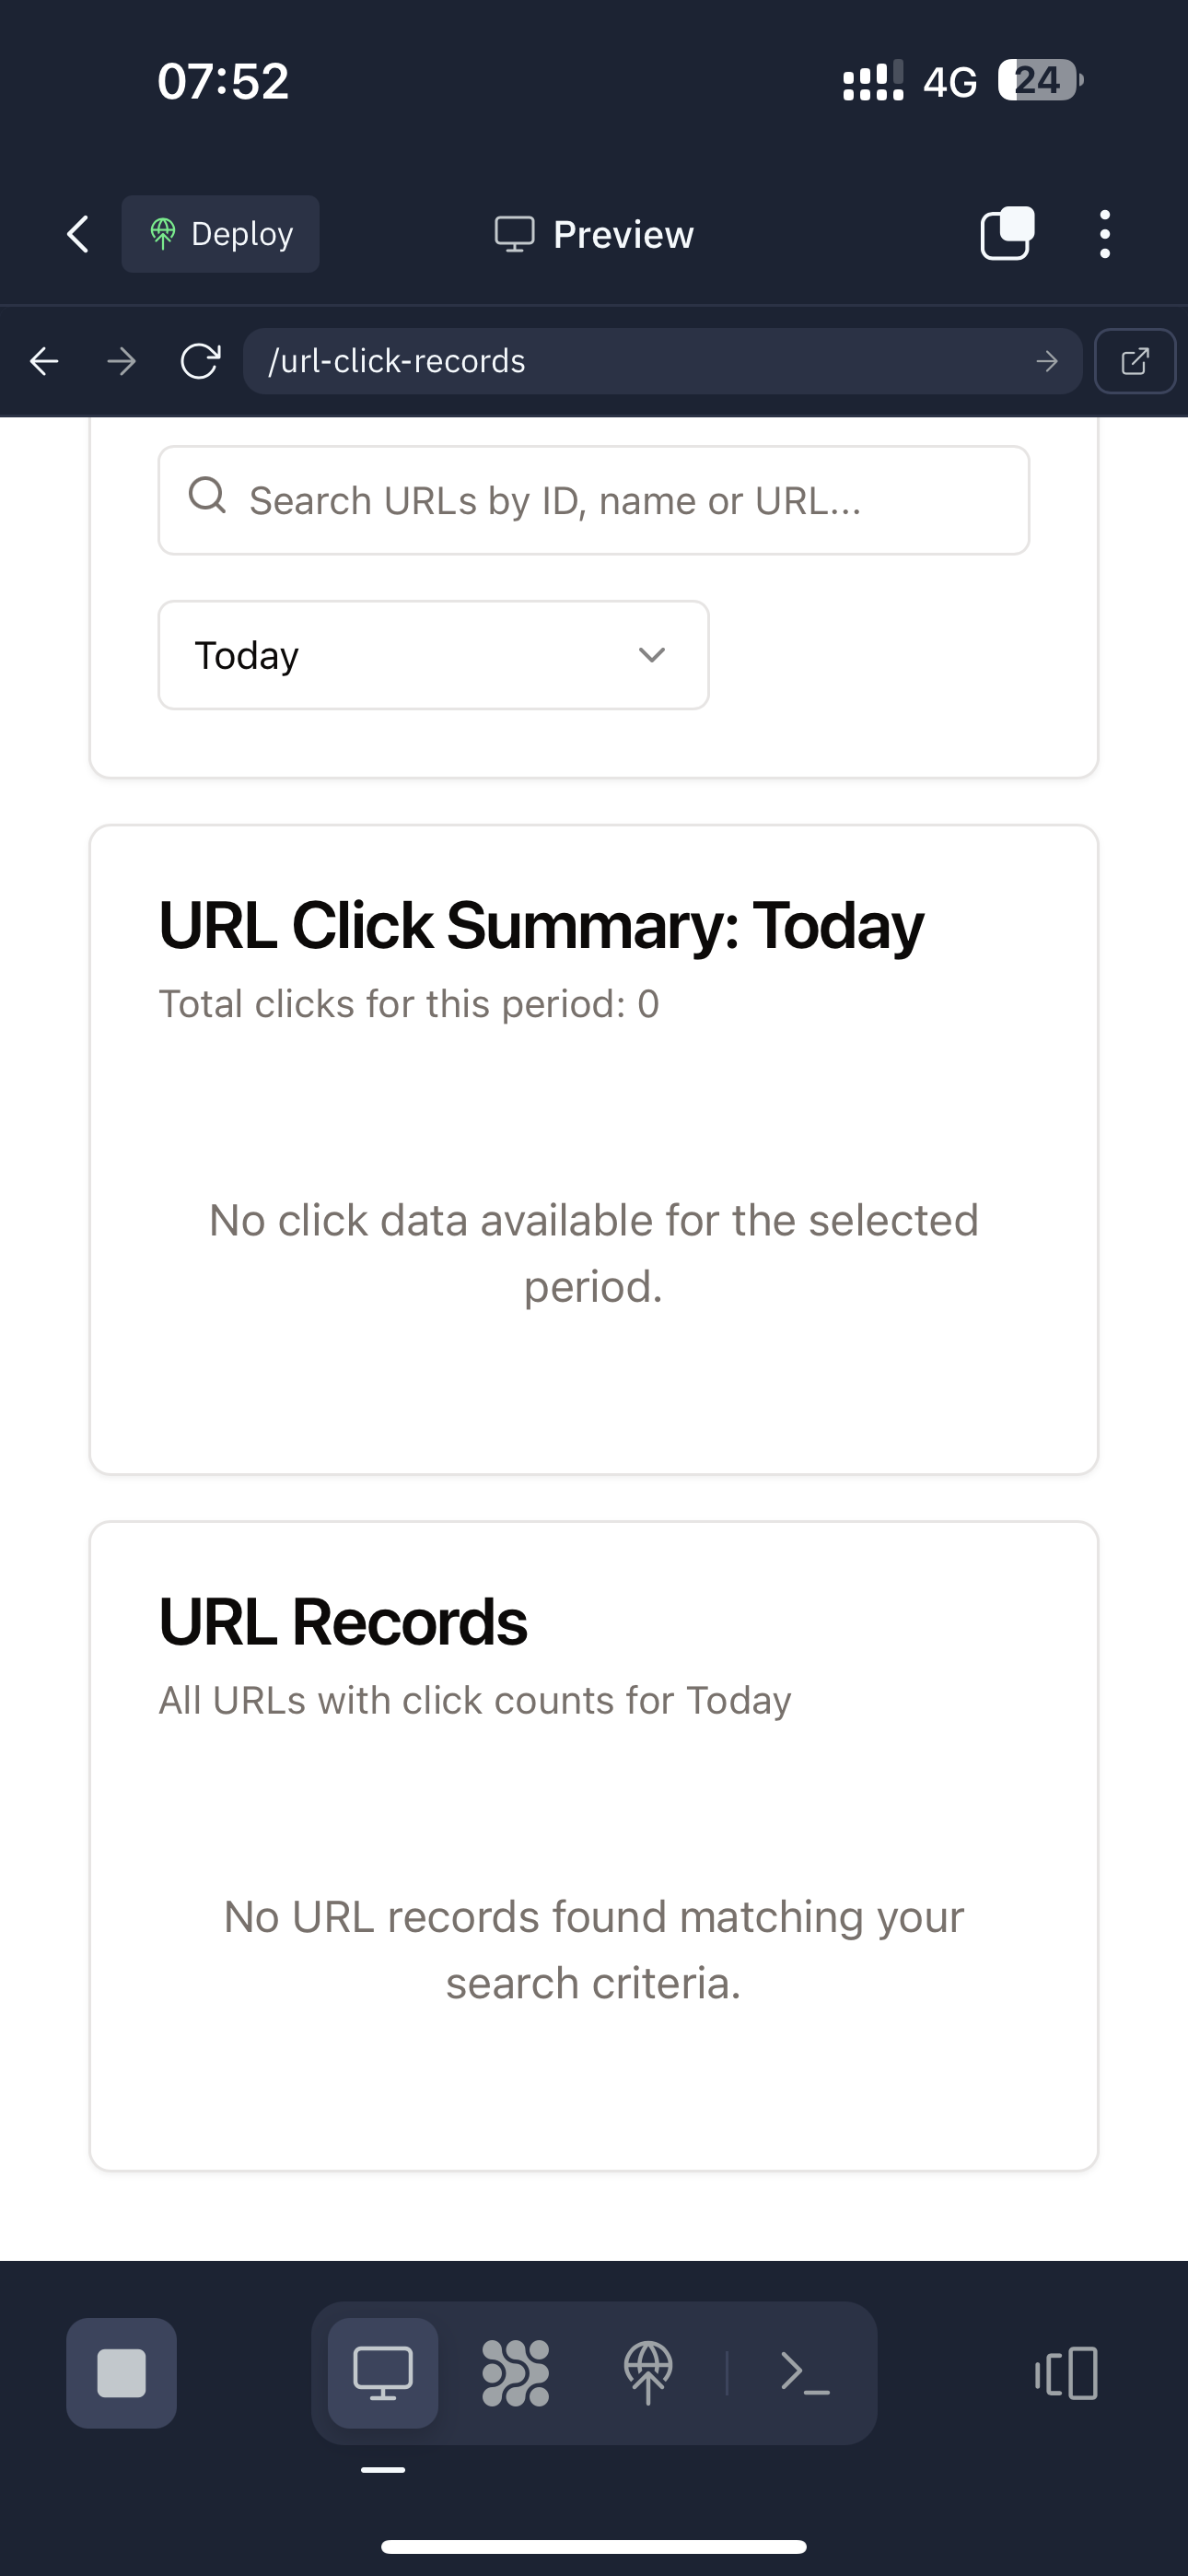 07:52
4G
24
Deploy
Preview
/url-click-records
Search URLs by ID, name or URL...
Today
URL Click Summary: Today
Total clicks for this period: 0
No click data available for the selected
period.
URL Records
All URLs with click counts for Today
No URL records found matching your
search criteria.